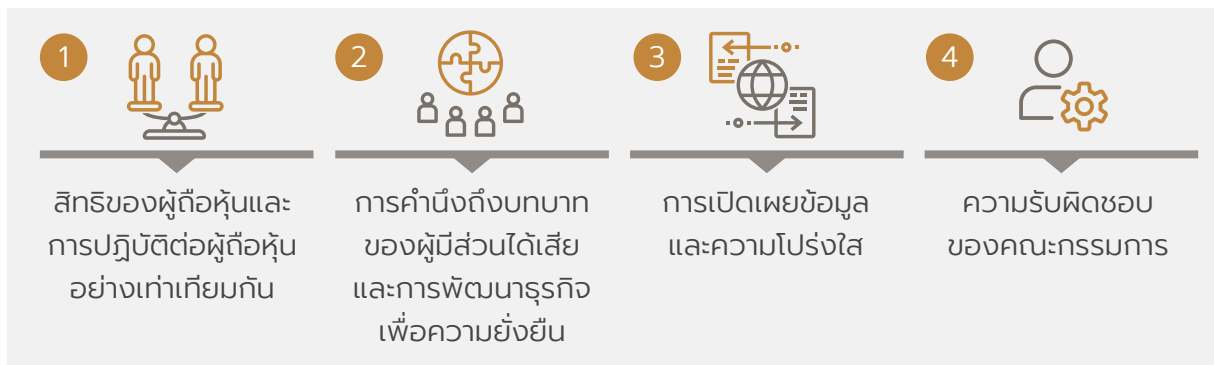 1
สิทธิของผู้ถือหุ้นและ
การปฏิบัติต่อผู้ถือหุ้น
อย่างเท่าเทียมกัน
2
การคำนึงถึงบทบาท
ของผู้มีส่วนได้เสีย
และการพัฒนาธุรกิจ
เพื่อความยั่งยืน
3
การเปิดเผยข้อมูล
และความโปร่งใส
4
ความรับผิดชอบ
ของคณะกรรมการ